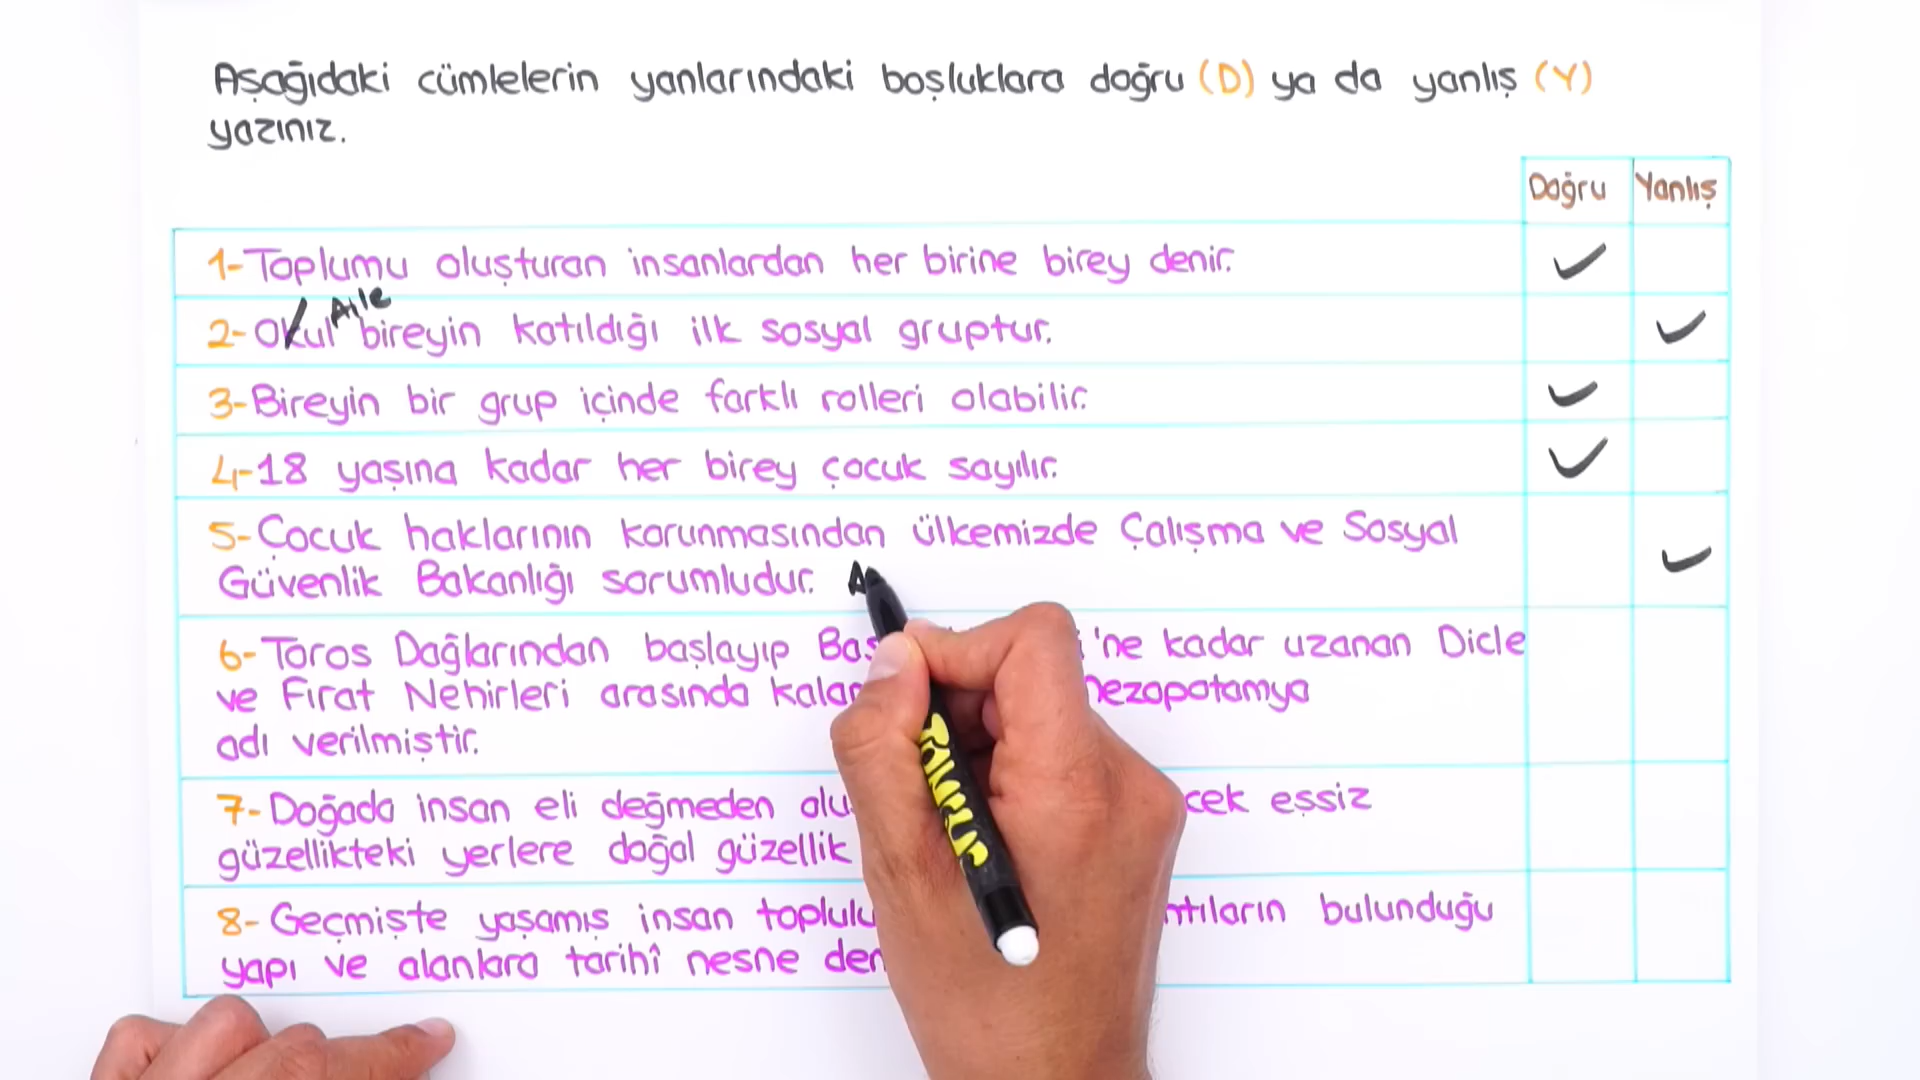 Aşağıdaki cümlelerin yanlarındaki boşluklara doğru (D) ya da yanlış (Y)
yazınız.
Doğru Yanlış
1-Toplumu oluşturan insanlardan her birine birey denir.
Aile
2-Okul bireyin katıldığı ilk sosyal gruptur.
3-Bireyin bir grup içinde farklı rolleri olabilir.
4-18 yaşına kadar her birey çocuk sayılır.
5-Çocuk haklarının korunmasından ülkemizde Çalışma ve Sosyal
Güvenlik Bakanlığı sorumludur. A
6-Toros Dağlarından başlayıp Bas 'ne kadar uzanan Dicle
ve Fırat Nehirleri arasında kalan mezopotamya
adı verilmiştir.
7-Doğada insan eli değmeden olu cek eşsiz
güzellikteki yerlere doğal güzellik
8-Geçmişte yaşamış insan toplulu ntıların bulunduğu
yapı ve alanlara tarihî nesne den